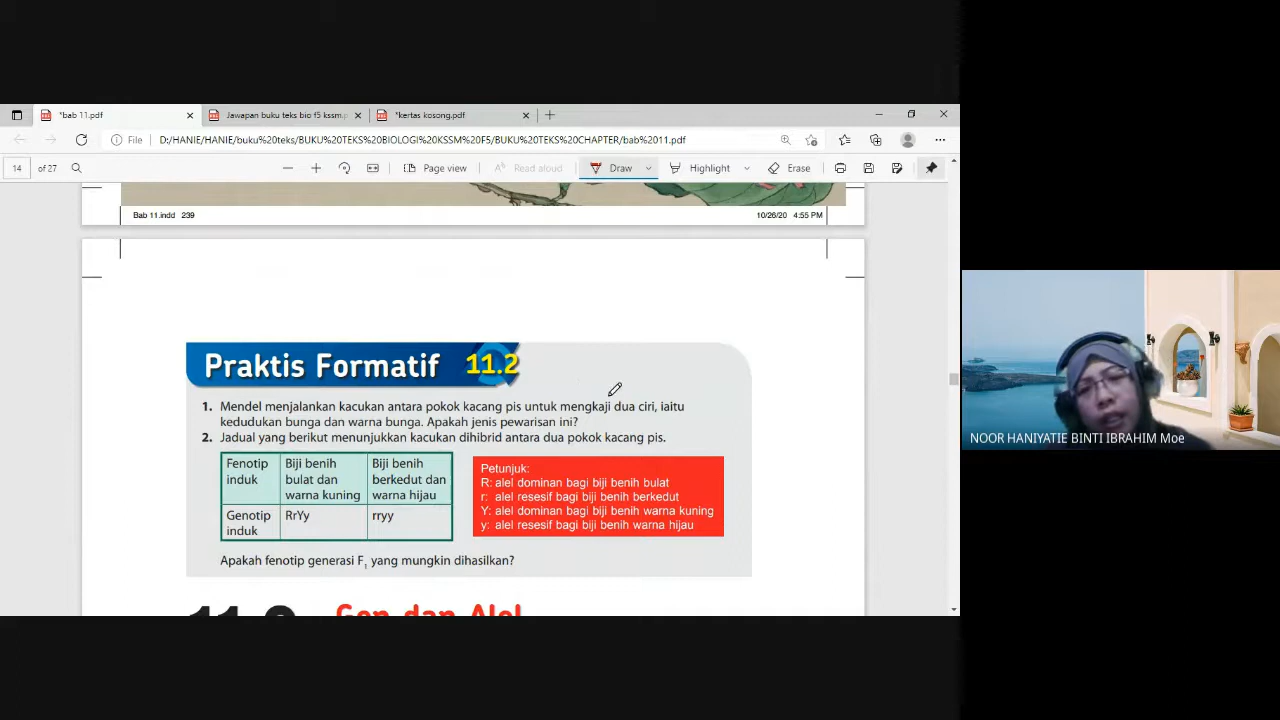 *bab 11.pdf
Jawapan buku teks bio f5 kssm.p
*kertas kosong.pdf
File
D:/HANIE/HANIE/buku%20teks/BUKU%20TEKS%20BIOLOGI%20KSSM%20F5/BUKU%20TEKS%20CHAPTER/bab%2011.pdf
14 of 27
Page view
Read aloud
Draw
Highlight
Erase
Bab 11.indd 239
10/26/20 4:55 PM
Praktis Formatif 11.2
1. Mendel menjalankan kacukan antara pokok kacang pis untuk mengkaji dua ciri, iaitu
kedudukan bunga dan warna bunga. Apakah jenis pewarisan ini?
2. Jadual yang berikut menunjukkan kacukan dihibrid antara dua pokok kacang pis.
Fenotip
induk
Biji benih
bulat dan
warna kuning
Biji benih
berkedut dan
warna hijau
Genotip
induk
RrYy
rryy
Petunjuk:
R: alel dominan bagi biji benih bulat
r: alel resesif bagi biji benih berkedut
Y: alel dominan bagi biji benih warna kuning
y: alel resesif bagi biji benih warna hijau
Apakah fenotip generasi F1 yang mungkin dihasilkan?
Gen dan Alel
NOOR HANIYATIE BINTI IBRAHIM Moe